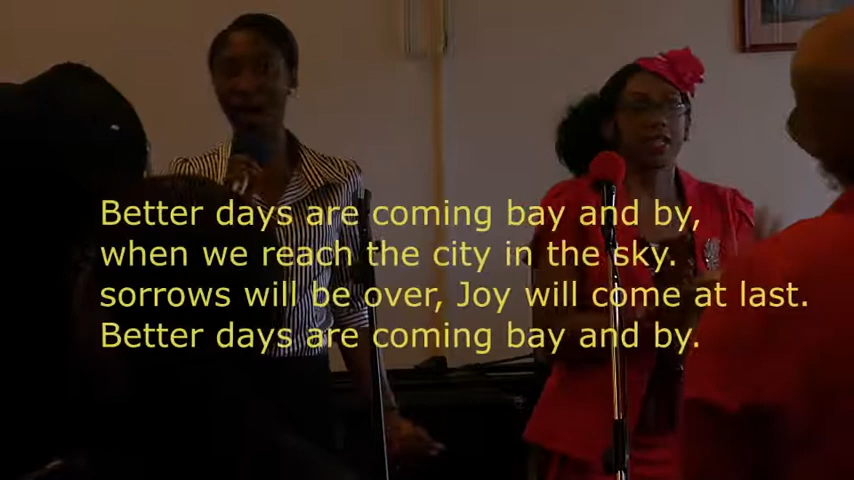 Better days are coming bay and by,
when we reach the city in the sky.
sorrows will be over, Joy will come at last.
Better days are coming bay and by.